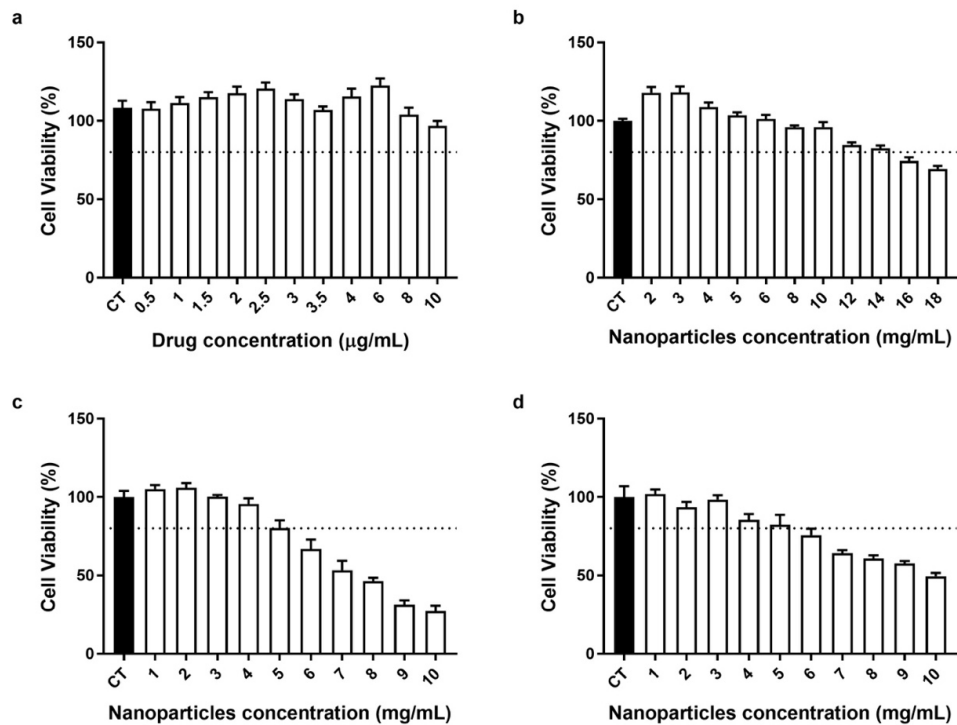 a
b
150
100
50
0
Cell Viability (%)
CT 0.5 1 1.5 2 2.5 3 3.5 4 6 8 10
Drug concentration (μg/mL)
150
100
50
0
Cell Viability (%)
CT 2 3 4 5 6 8 10 12 14 16 18
Nanoparticles concentration (mg/mL)
c
d
150
100
50
0
Cell Viability (%)
CT 1 2 3 4 5 6 7 8 9 10
Nanoparticles concentration (mg/mL)
150
100
50
0
Cell Viability (%)
CT 1 2 3 4 5 6 7 8 9 10
Nanoparticles concentration (mg/mL)